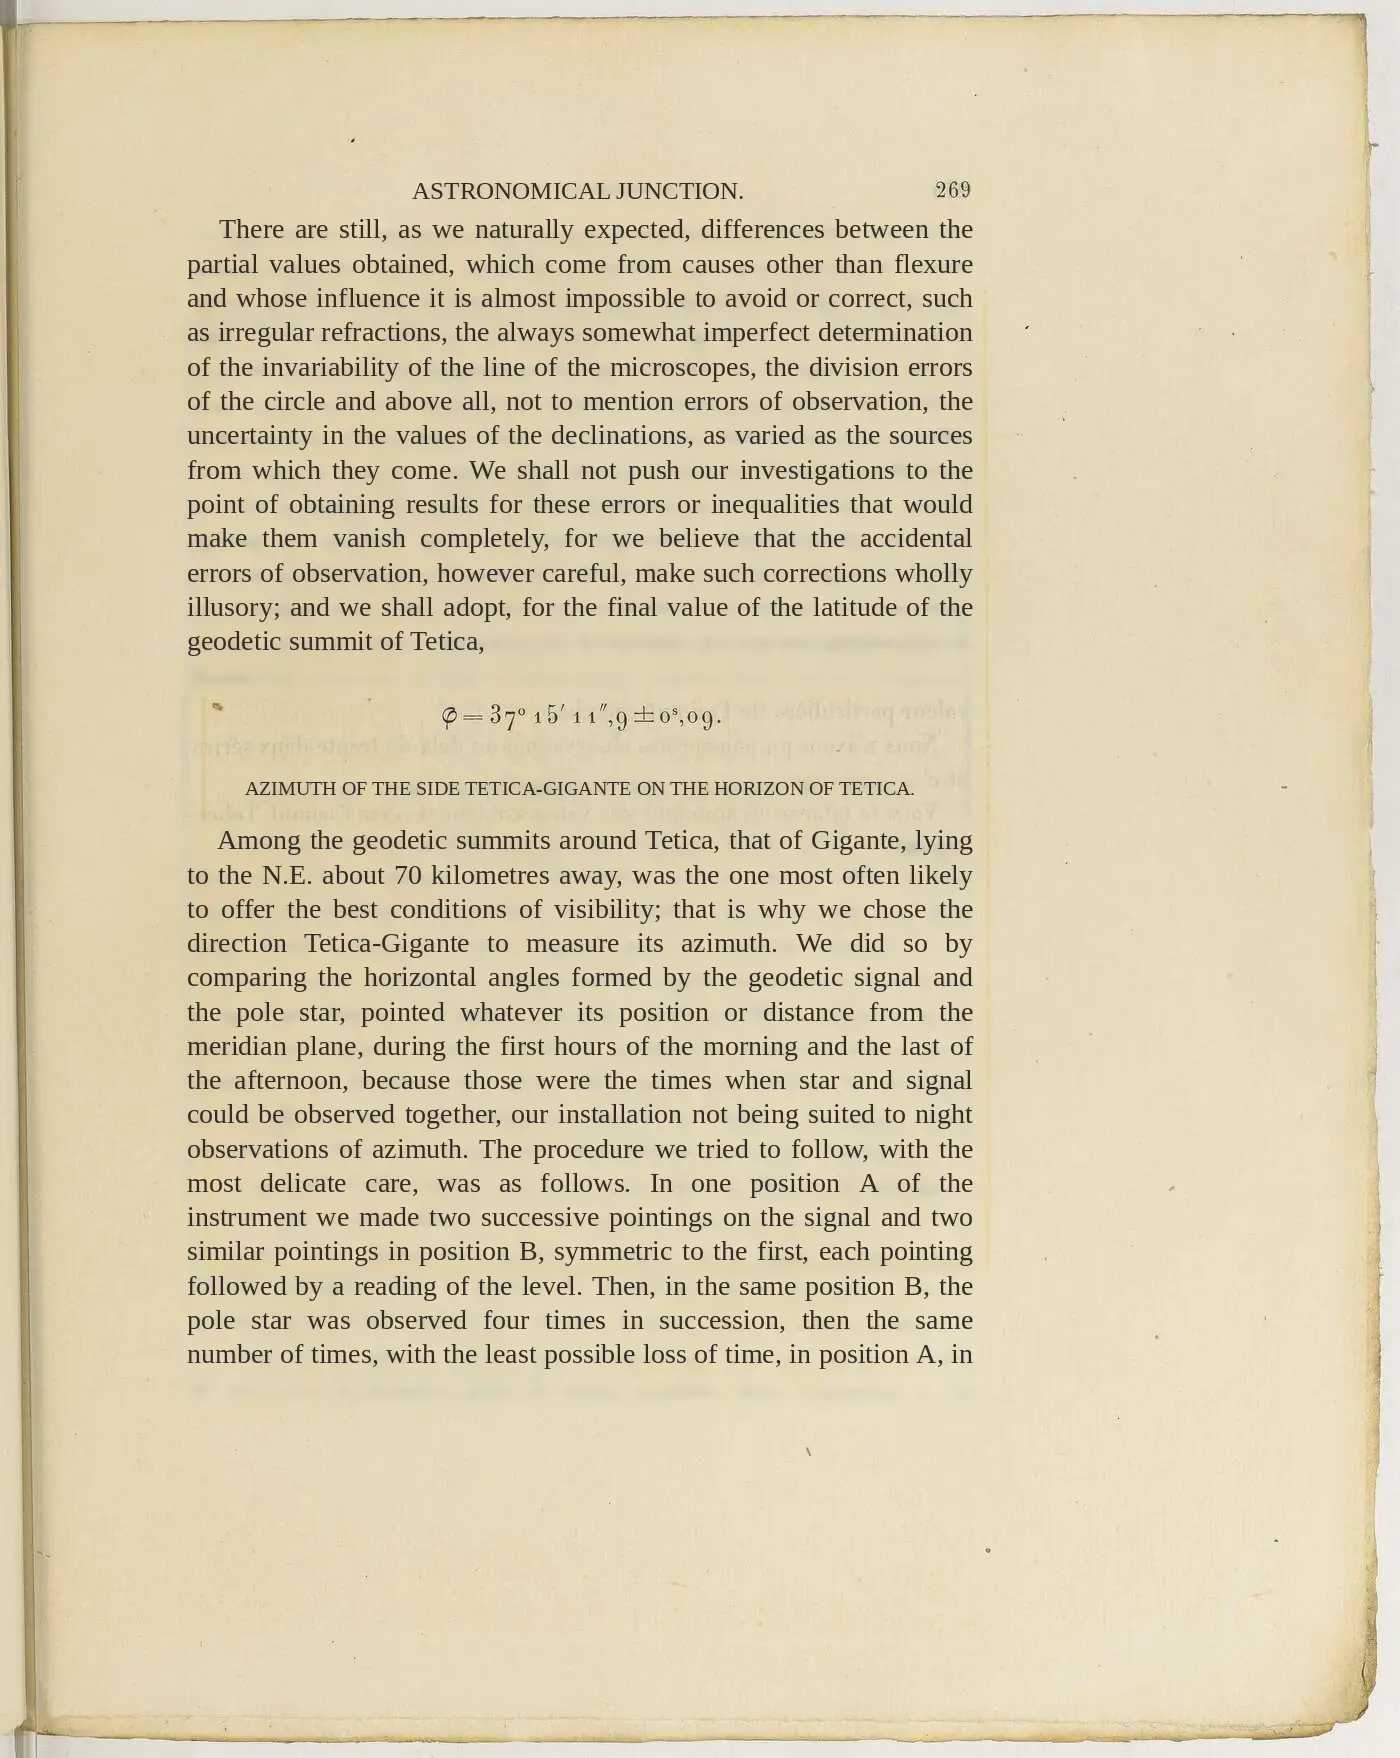 ASTRONOMICAL JUNCTION. 269
There are still, as we naturally expected, differences between the
partial values obtained, which come from causes other than flexure
and whose influence it is almost impossible to avoid or correct, such
as irregular refractions, the always somewhat imperfect determination
of the invariability of the line of the microscopes, the division errors
of the circle and above all, not to mention errors of observation, the
uncertainty in the values of the declinations, as varied as the sources
from which they come. We shall not push our investigations to the
point of obtaining results for these errors or inequalities that would
make them vanish completely, for we believe that the accidental
errors of observation, however careful, make such corrections wholly
illusory; and we shall adopt, for the final value of the latitude of the
geodetic summit of Tetica,
φ = 37° 15′ 11″,9 ± 0ˢ,09.
AZIMUTH OF THE SIDE TETICA-GIGANTE ON THE HORIZON OF TETICA.
Among the geodetic summits around Tetica, that of Gigante, lying
to the N.E. about 70 kilometres away, was the one most often likely
to offer the best conditions of visibility; that is why we chose the
direction Tetica-Gigante to measure its azimuth. We did so by
comparing the horizontal angles formed by the geodetic signal and
the pole star, pointed whatever its position or distance from the
meridian plane, during the first hours of the morning and the last of
the afternoon, because those were the times when star and signal
could be observed together, our installation not being suited to night
observations of azimuth. The procedure we tried to follow, with the
most delicate care, was as follows. In one position A of the
instrument we made two successive pointings on the signal and two
similar pointings in position B, symmetric to the first, each pointing
followed by a reading of the level. Then, in the same position B, the
pole star was observed four times in succession, then the same
number of times, with the least possible loss of time, in position A, in